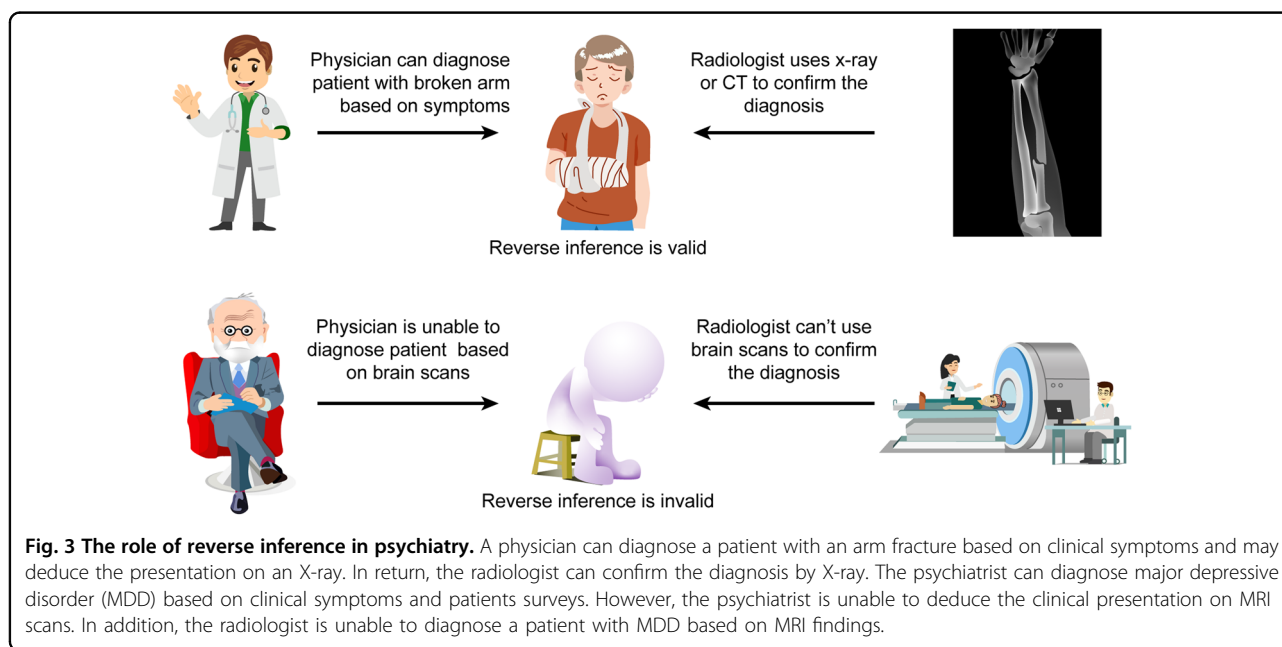 Physician can diagnose
patient with broken arm
based on symptoms
Radiologist uses x-ray
or CT to confirm the
diagnosis
Reverse inference is valid
Physician is unable to
diagnose patient based
on brain scans
Radiologist can't use
brain scans to confirm
the diagnosis
Reverse inference is invalid
Fig. 3 The role of reverse inference in psychiatry. A physician can diagnose a patient with an arm fracture based on clinical symptoms and may
deduce the presentation on an X-ray. In return, the radiologist can confirm the diagnosis by X-ray. The psychiatrist can diagnose major depressive
disorder (MDD) based on clinical symptoms and patients surveys. However, the psychiatrist is unable to deduce the clinical presentation on MRI
scans. In addition, the radiologist is unable to diagnose a patient with MDD based on MRI findings.